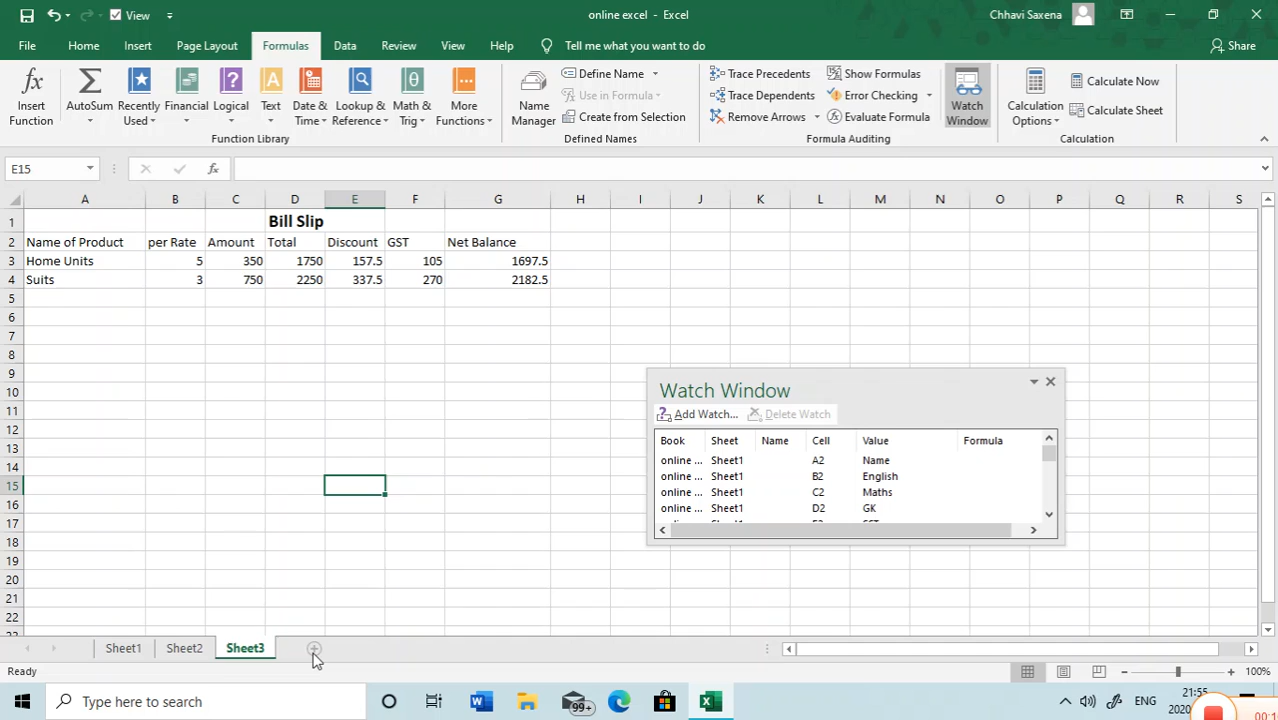 View
online excel - Excel
Chhavi Saxena
File Home Insert Page Layout Formulas Data Review View Help Tell me what you want to do Share
Insert Function
AutoSum
Recently Used
Financial
Logical
Text
Date & Time
Lookup & Reference
Math & Trig
More Functions
Function Library
Name Manager
Define Name
Use in Formula
Create from Selection
Defined Names
Trace Precedents
Trace Dependents
Remove Arrows
Show Formulas
Error Checking
Evaluate Formula
Formula Auditing
Watch Window
Calculation Options
Calculate Now
Calculate Sheet
Calculation
E15 fx
A B C D E F G H I J K L M N O P Q R S
1 Bill Slip
2 Name of Product per Rate Amount Total Discount GST Net Balance
3 Home Units 5 350 1750 157.5 105 1697.5
4 Suits 3 750 2250 337.5 270 2182.5
5
6
7
8
9
10
11
12
13
14
15
16
17
18
19
20
21
22
Watch Window
Add Watch... Delete Watch
Book Sheet Name Cell Value Formula
online ... Sheet1 A2 Name
online ... Sheet1 B2 English
online ... Sheet1 C2 Maths
online ... Sheet1 D2 GK
Sheet1 Sheet2 Sheet3
Ready
100%
Type here to search
99+
ENG
21:55
2020